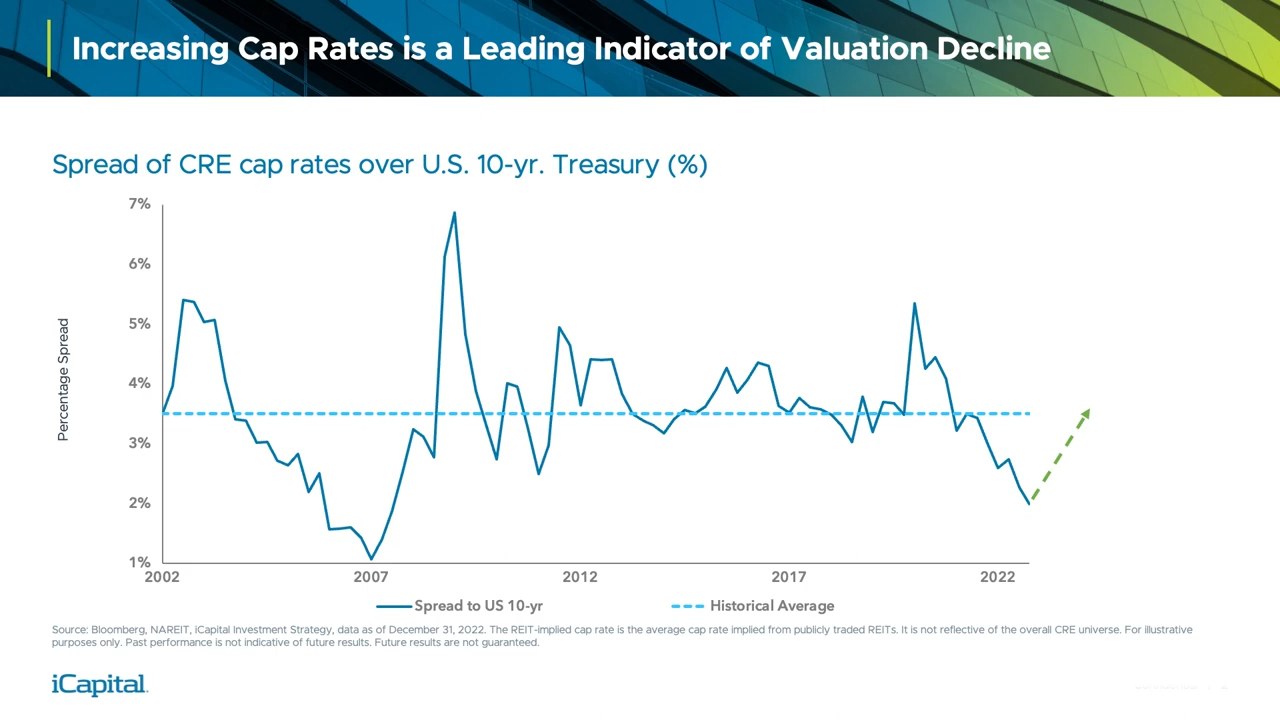 Increasing Cap Rates is a Leading Indicator of Valuation Decline
Spread of CRE cap rates over U.S. 10-yr. Treasury (%)
Percentage Spread
7%
6%
5%
4%
3%
2%
1%
2002
2007
2012
2017
2022
Spread to US 10-yr
Historical Average
Source: Bloomberg, NAREIT, iCapital Investment Strategy, data as of December 31, 2022. The REIT-implied cap rate is the average cap rate implied from publicly traded REITs. It is not reflective of the overall CRE universe. For illustrative
purposes only. Past performance is not indicative of future results. Future results are not guaranteed.
iCapital.